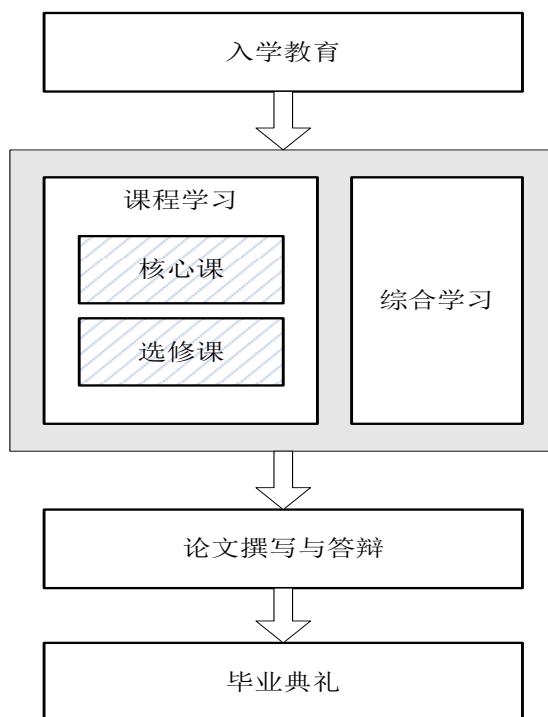 入学教育
课程学习
核心课
选修课
综合学习
论文撰写与答辩
毕业典礼